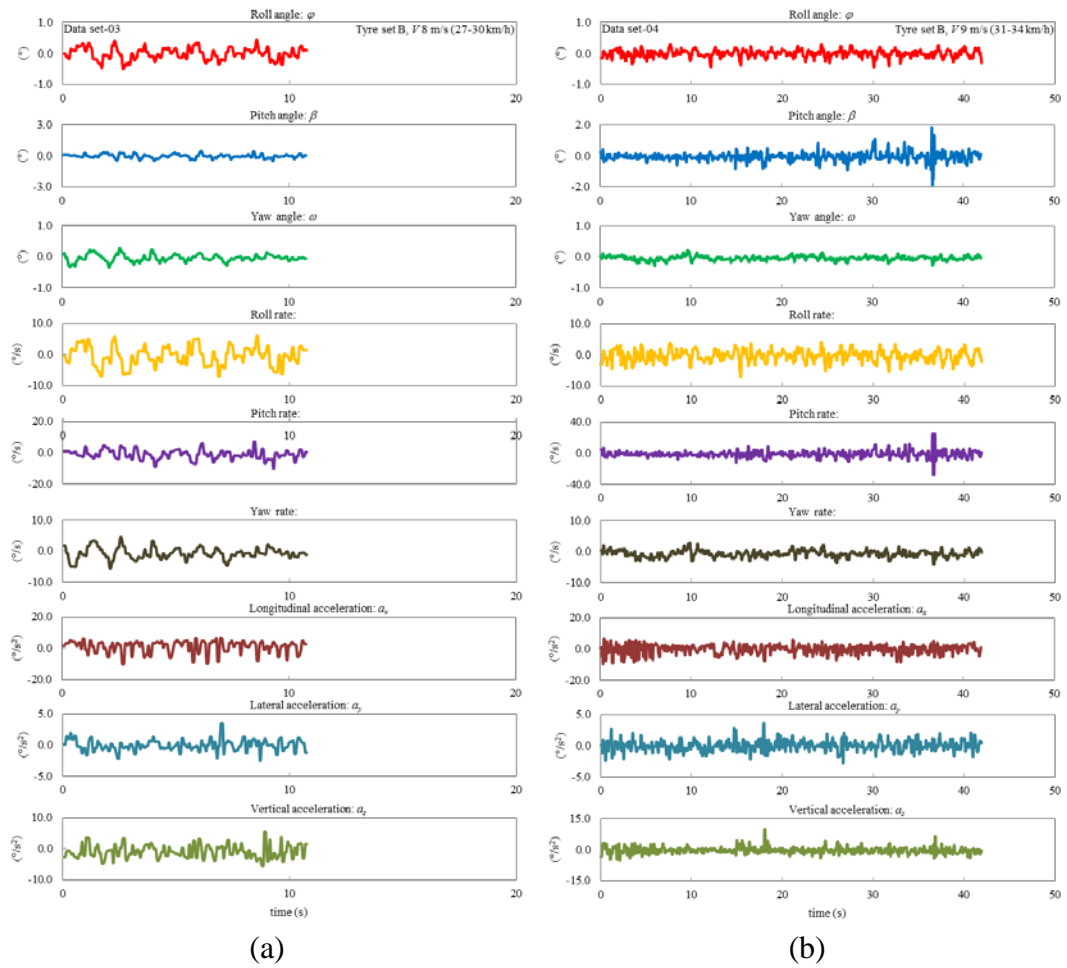 Roll angle: φ
Data set-03 Tyre set B, V 8 m/s (27-30 km/h)
1.0
0.0
-1.0
(°)
0 10 20
Pitch angle: β
3.0
0.0
-3.0
(°)
0 10 20
Yaw angle: ω
1.0
0.0
-1.0
(°)
0 10 20
Roll rate:
10.0
0.0
-10.0
(°/s)
0 10 20
Pitch rate:
20.0
0.0
-20.0
(°/s)
0 10 20
Yaw rate:
10.0
0.0
-10.0
(°/s)
0 10 20
Longitudinal acceleration: ax
20.0
0.0
-20.0
(°/s²)
0 10 20
Lateral acceleration: ay
5.0
0.0
-5.0
(°/s²)
0 10 20
Vertical acceleration: az
10.0
0.0
-10.0
(°/s²)
0 10 20
time (s)
(a)
Roll angle: φ
Data set-04 Tyre set B, V 9 m/s (31-34 km/h)
1.0
0.0
-1.0
(°)
0 10 20 30 40 50
Pitch angle: β
2.0
0.0
-2.0
(°)
0 10 20 30 40 50
Yaw angle: ω
1.0
0.0
-1.0
(°)
0 10 20 30 40 50
Roll rate:
10.0
0.0
-10.0
(°/s)
0 10 20 30 40 50
Pitch rate:
40.0
0.0
-40.0
(°/s)
0 10 20 30 40 50
Yaw rate:
10.0
0.0
-10.0
(°/s)
0 10 20 30 40 50
Longitudinal acceleration: ax
20.0
0.0
-20.0
(°/s²)
0 10 20 30 40 50
Lateral acceleration: ay
5.0
0.0
-5.0
(°/s²)
0 10 20 30 40 50
Vertical acceleration: az
15.0
0.0
-15.0
(°/s²)
0 10 20 30 40 50
time (s)
(b)